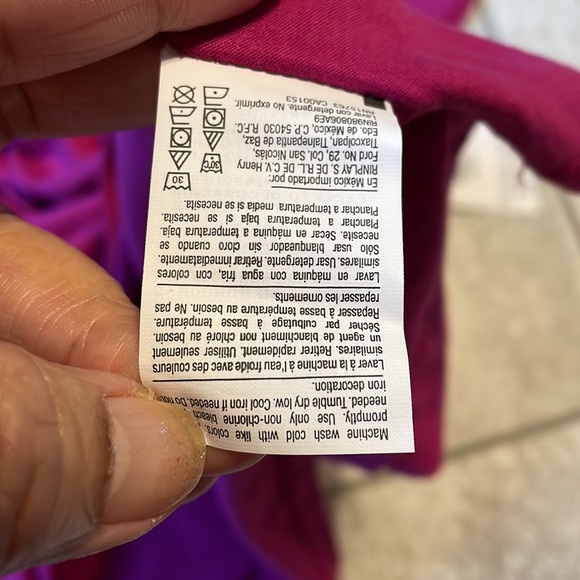 Machine wash cold with like colors,
promptly. Use only non-chlorine bleach
needed. Tumble dry low. Cool iron if needed. Do not
iron decoration.
Laver à la machine à l'eau froide avec des couleurs
similaires. Retirer rapidement. Utiliser seulement
un agent de blanchiment non chloré au besoin.
Sécher par culbutage à basse température.
Repasser à basse température au besoin. Ne pas
repasser les ornements.
Lavar en máquina con agua, fría, con colores
similares. Usar detergente. Retirar inmediatamente.
Sólo usar blanqueador sin cloro cuando se
necesite. Secar en máquina a temperatura baja.
Planchar a temperatura baja si se necesita.
Planchar a temperatura media si se necesita.
30
30°C
En México importado por:
RINPLAY S. DE R.L. DE C.V. Henry
Ford No. 29, Col. San Nicolás,
Tlaxcolpan, Tlalnepantla de Baz,
Edo. de México, C.P. 54030 R.F.C.
RIN980806AE9
CA00153
Lavar con detergente. No exprimir.